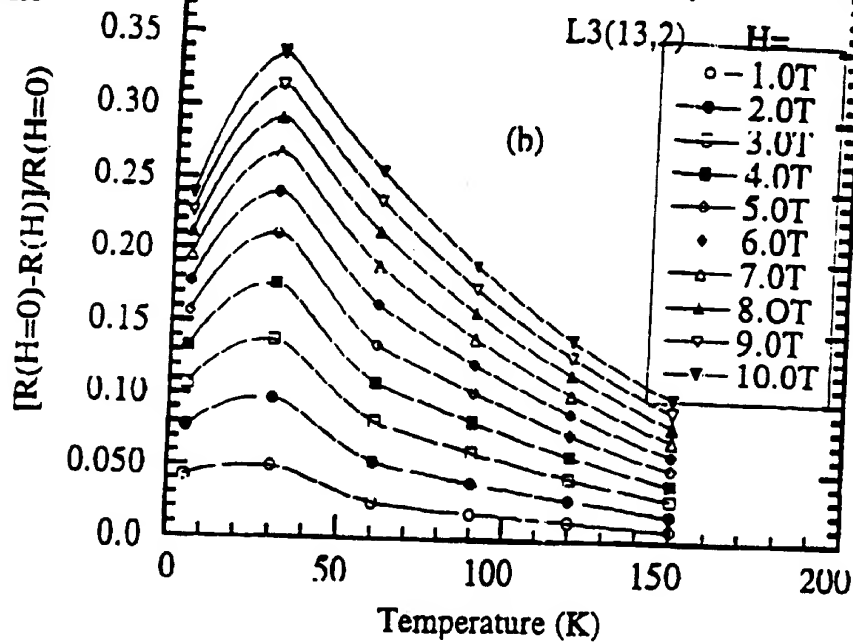 0.35
0.30
0.25
0.20
0.15
0.10
0.050
0.0
[R(H=0)-R(H)]/R(H=0)
L3(13,2)
H=
(b)
1.0T
2.0T
3.0T
4.0T
5.0T
6.0T
7.0T
8.0T
9.0T
10.0T
0 50 100 150 200
Temperature (K)